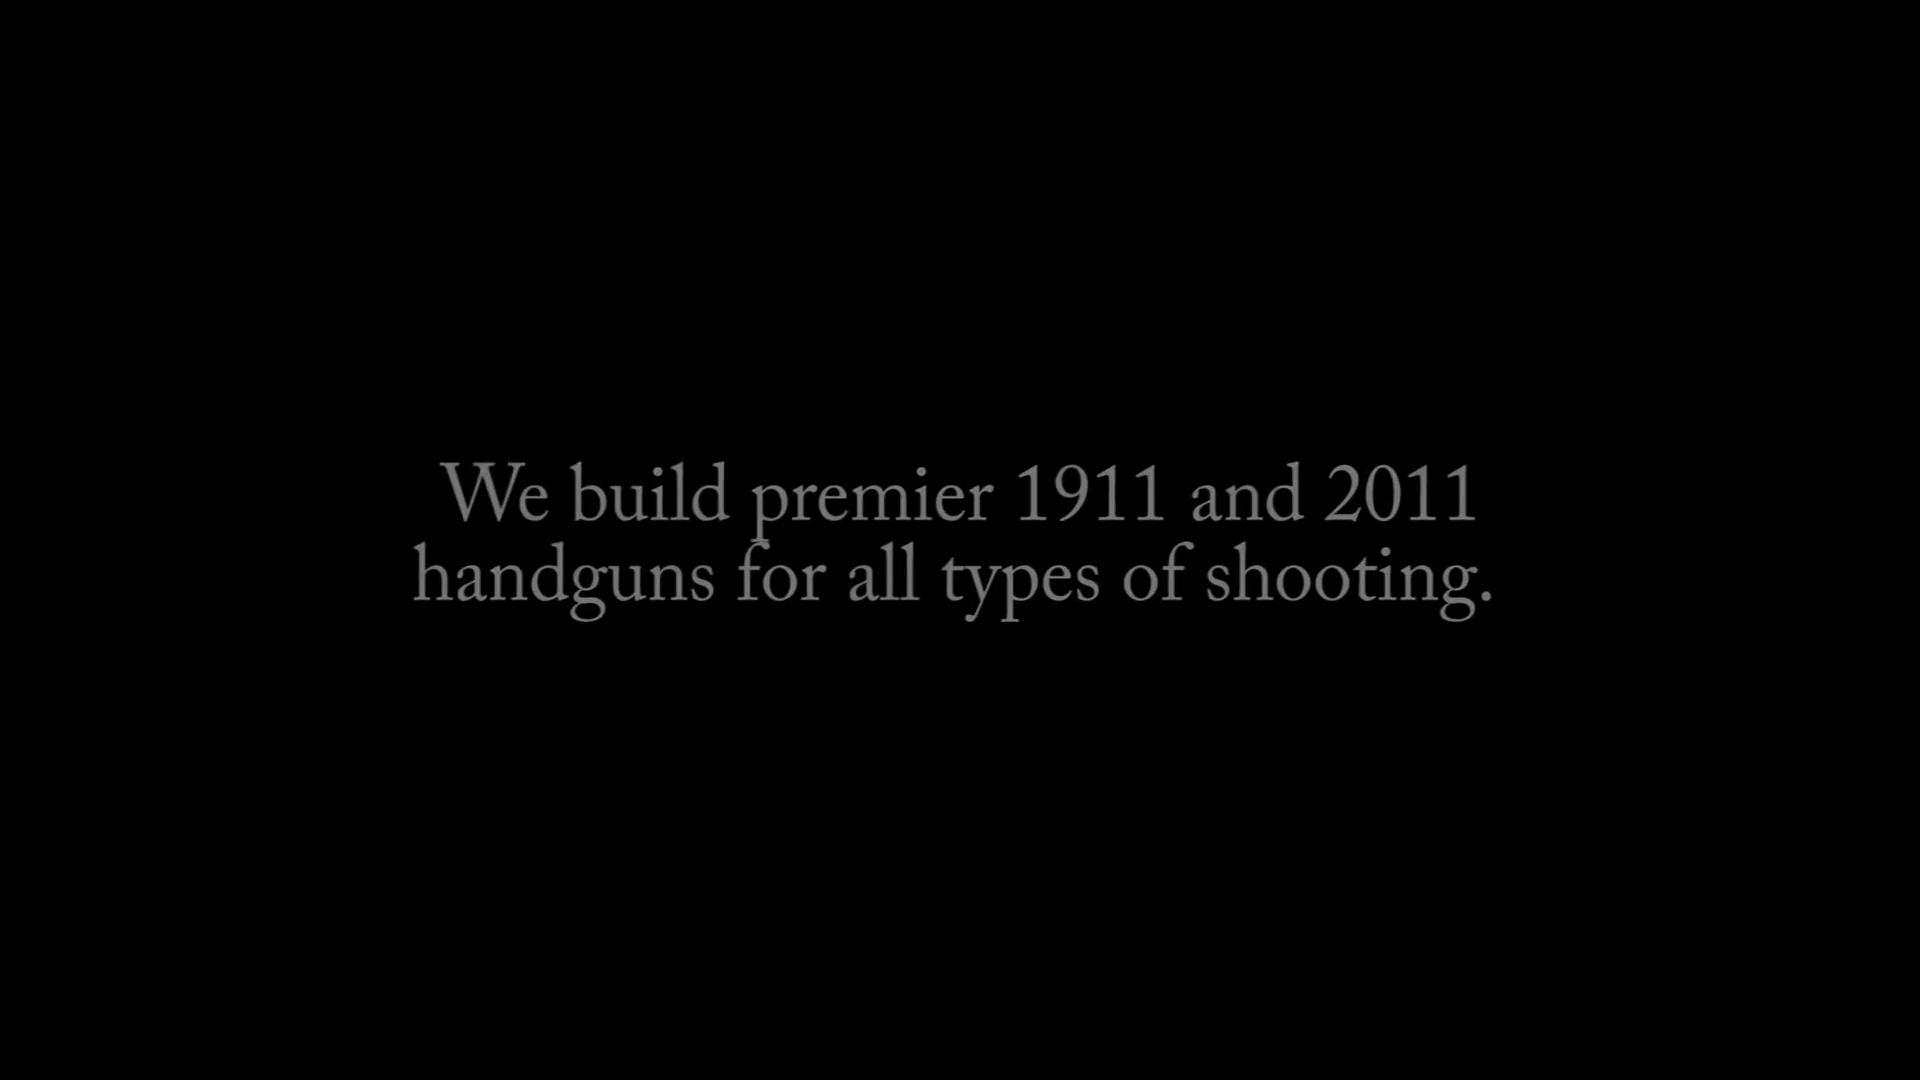 We build premier 1911 and 2011
handguns for all types of shooting.